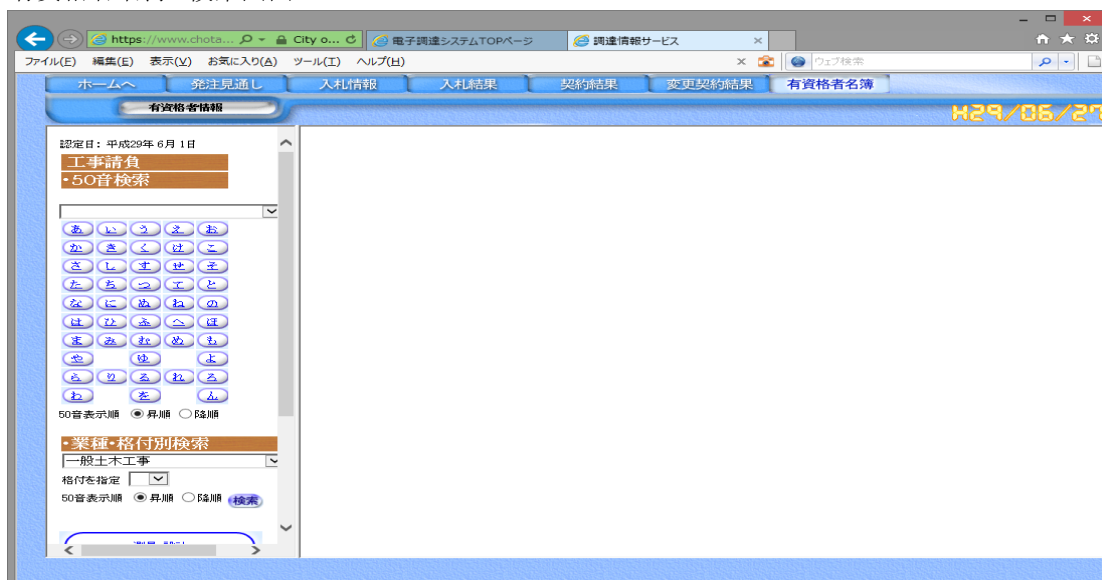 https://www.chota... City o... 電子調達システムTOPページ 調達情報サービス
ファイル(F) 編集(E) 表示(V) お気に入り(A) ツール(T) ヘルプ(H) ウェブ検索
ホームへ 発注見通し 入札情報 入札結果 契約結果 変更契約結果 有資格者名簿
有資格者情報
H29/06/27
認定日：平成29年 6月 1日
工事請負
・50音検索
あ い う え お
か き く け こ
さ し す せ そ
た ち つ て と
な に ぬ ね の
は ひ ふ へ ほ
ま み む め も
や ゆ よ
ら り る れ ろ
わ を ん
50音表示順 昇順 降順
・業種・格付別検索
一般土木工事
格付を指定
50音表示順 昇順 降順 検索